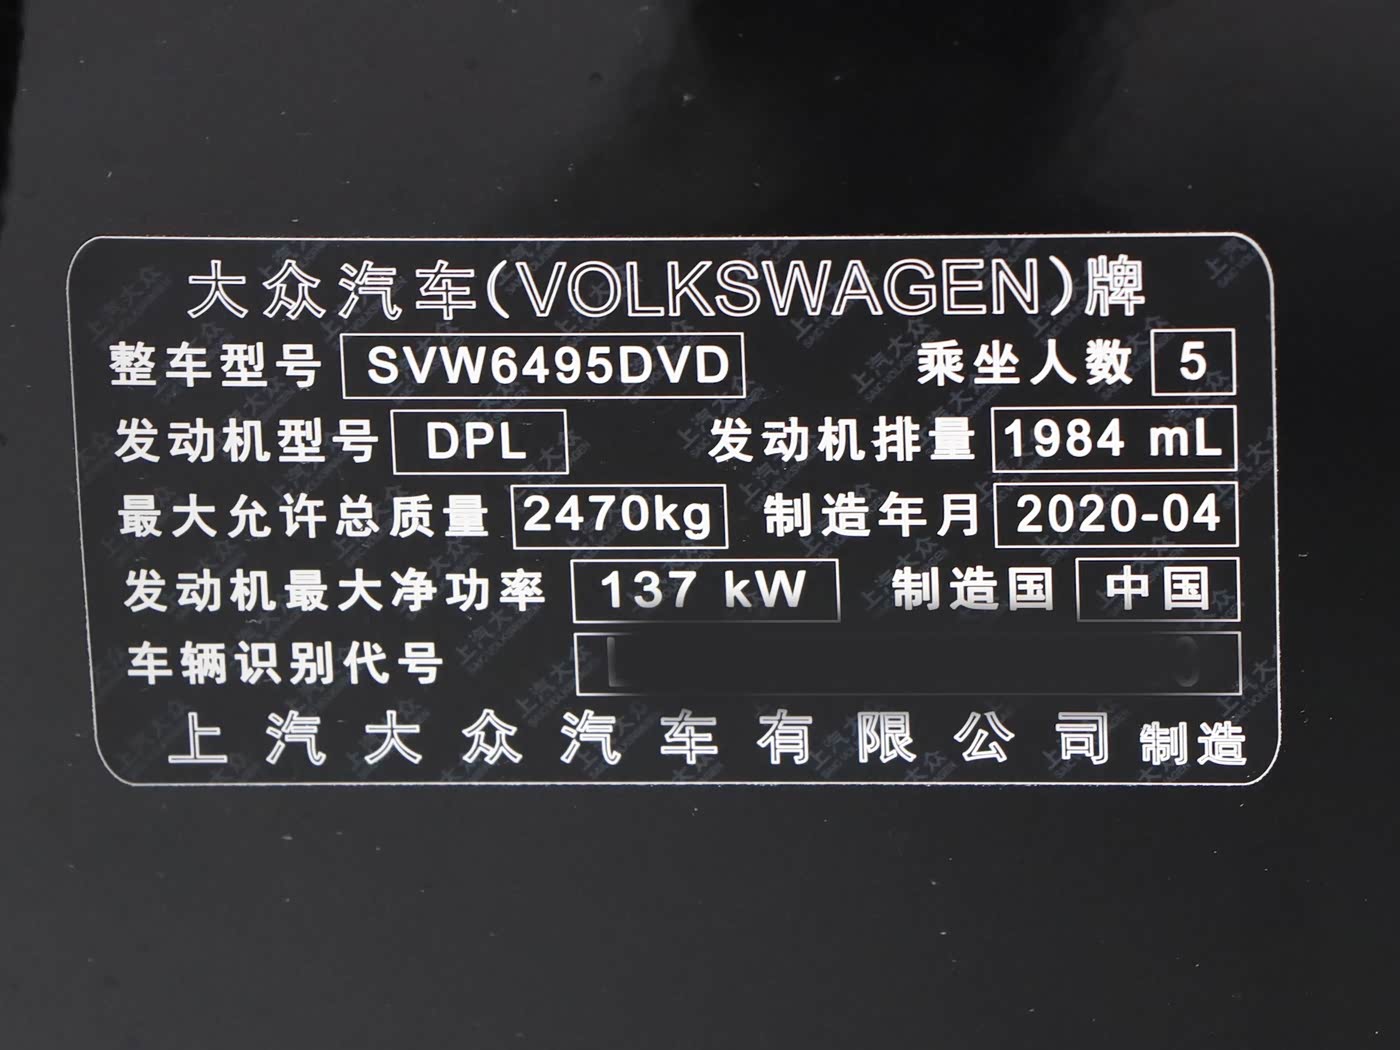 大众汽车(VOLKSWAGEN)牌
整车型号 SVW6495DVD 乘坐人数 5
发动机型号 DPL 发动机排量 1984 mL
最大允许总质量 2470kg 制造年月 2020-04
发动机最大净功率 137 kW 制造国 中国
车辆识别代号
上汽大众汽车有限公司 制造